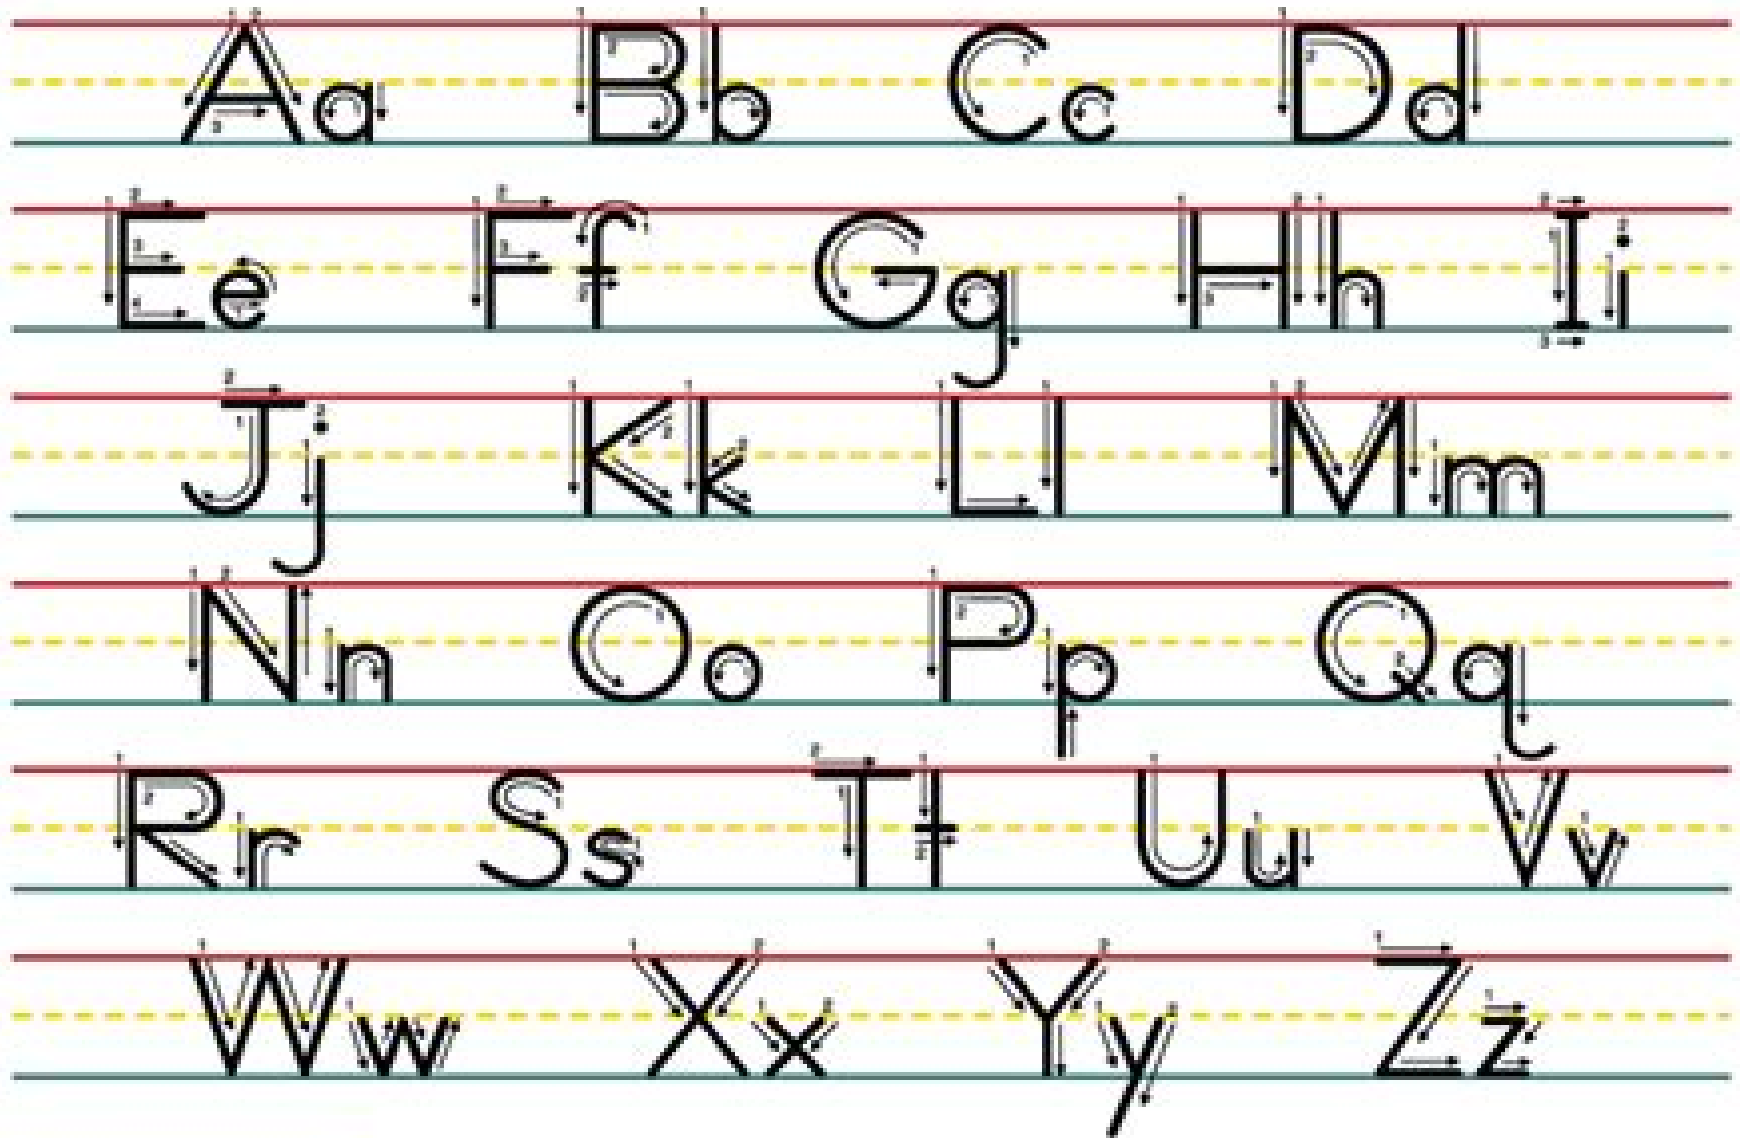 Aa Bb Cc Dd
Ee Ff Gg Hh Ii
Jj Kk Ll Mm
Nn Oo Pp Qq
Rr Ss Tt Uu Vv
Ww Xx Yy Zz